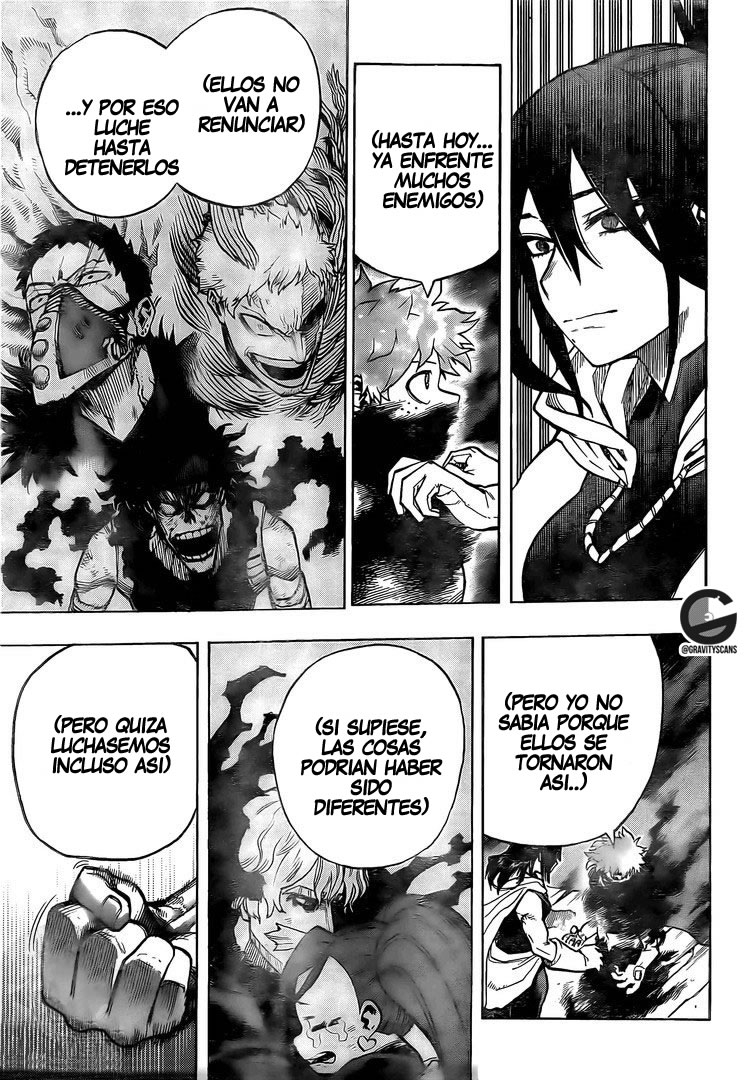 (HASTA HOY...
YA ENFRENTE
MUCHOS
ENEMIGOS)
(ELLOS NO
VAN A
RENUNCIAR)
...Y POR ESO
LUCHE
HASTA
DETENERLOS
@GRAVITYSCANS
(PERO YO NO
SABIA PORQUE
ELLOS SE
TORNARON
ASI..)
(SI SUPIESE,
LAS COSAS
PODRIAN HABER
SIDO
DIFERENTES)
(PERO QUIZA
LUCHASEMOS
INCLUSO ASI)